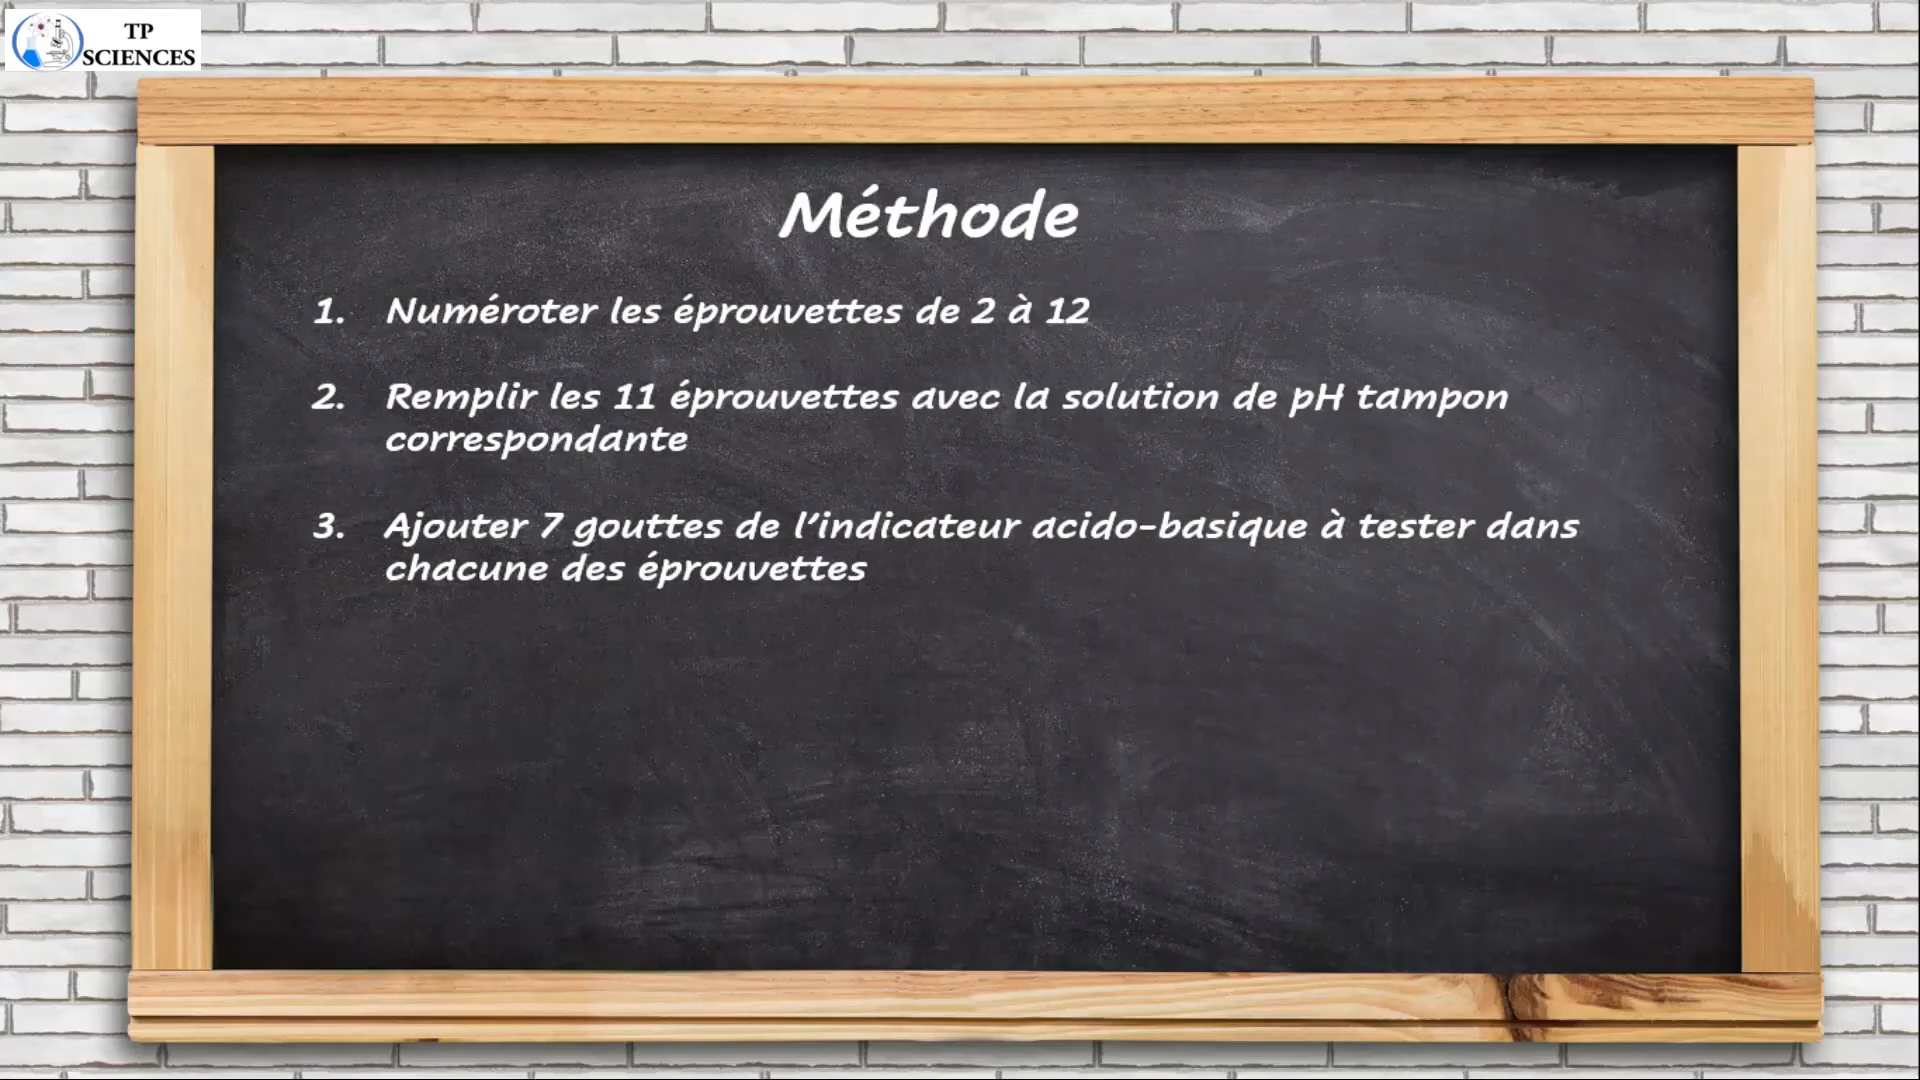 TP
SCIENCES
Méthode
1. Numéroter les éprouvettes de 2 à 12
2. Remplir les 11 éprouvettes avec la solution de pH tampon
correspondante
3. Ajouter 7 gouttes de l’indicateur acido-basique à tester dans
chacune des éprouvettes